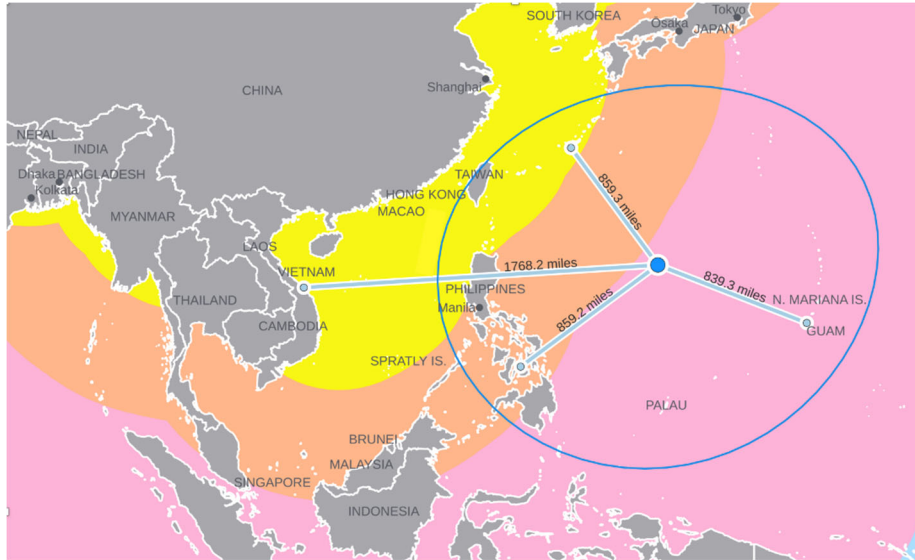 Tokyo
SOUTH KOREA
Ōsaka
JAPAN
CHINA
Shanghai
NEPAL
INDIA
Dhaka
BANGLADESH
TAIWAN
Kolkata
HONG KONG
MYANMAR
MACAO
859.3 miles
LAOS
VIETNAM
1768.2 miles
PHILIPPINES
839.3 miles
THAILAND
N. MARIANA IS.
Manila
859.2 miles
CAMBODIA
GUAM
SPRATLY IS.
PALAU
BRUNEI
MALAYSIA
SINGAPORE
INDONESIA